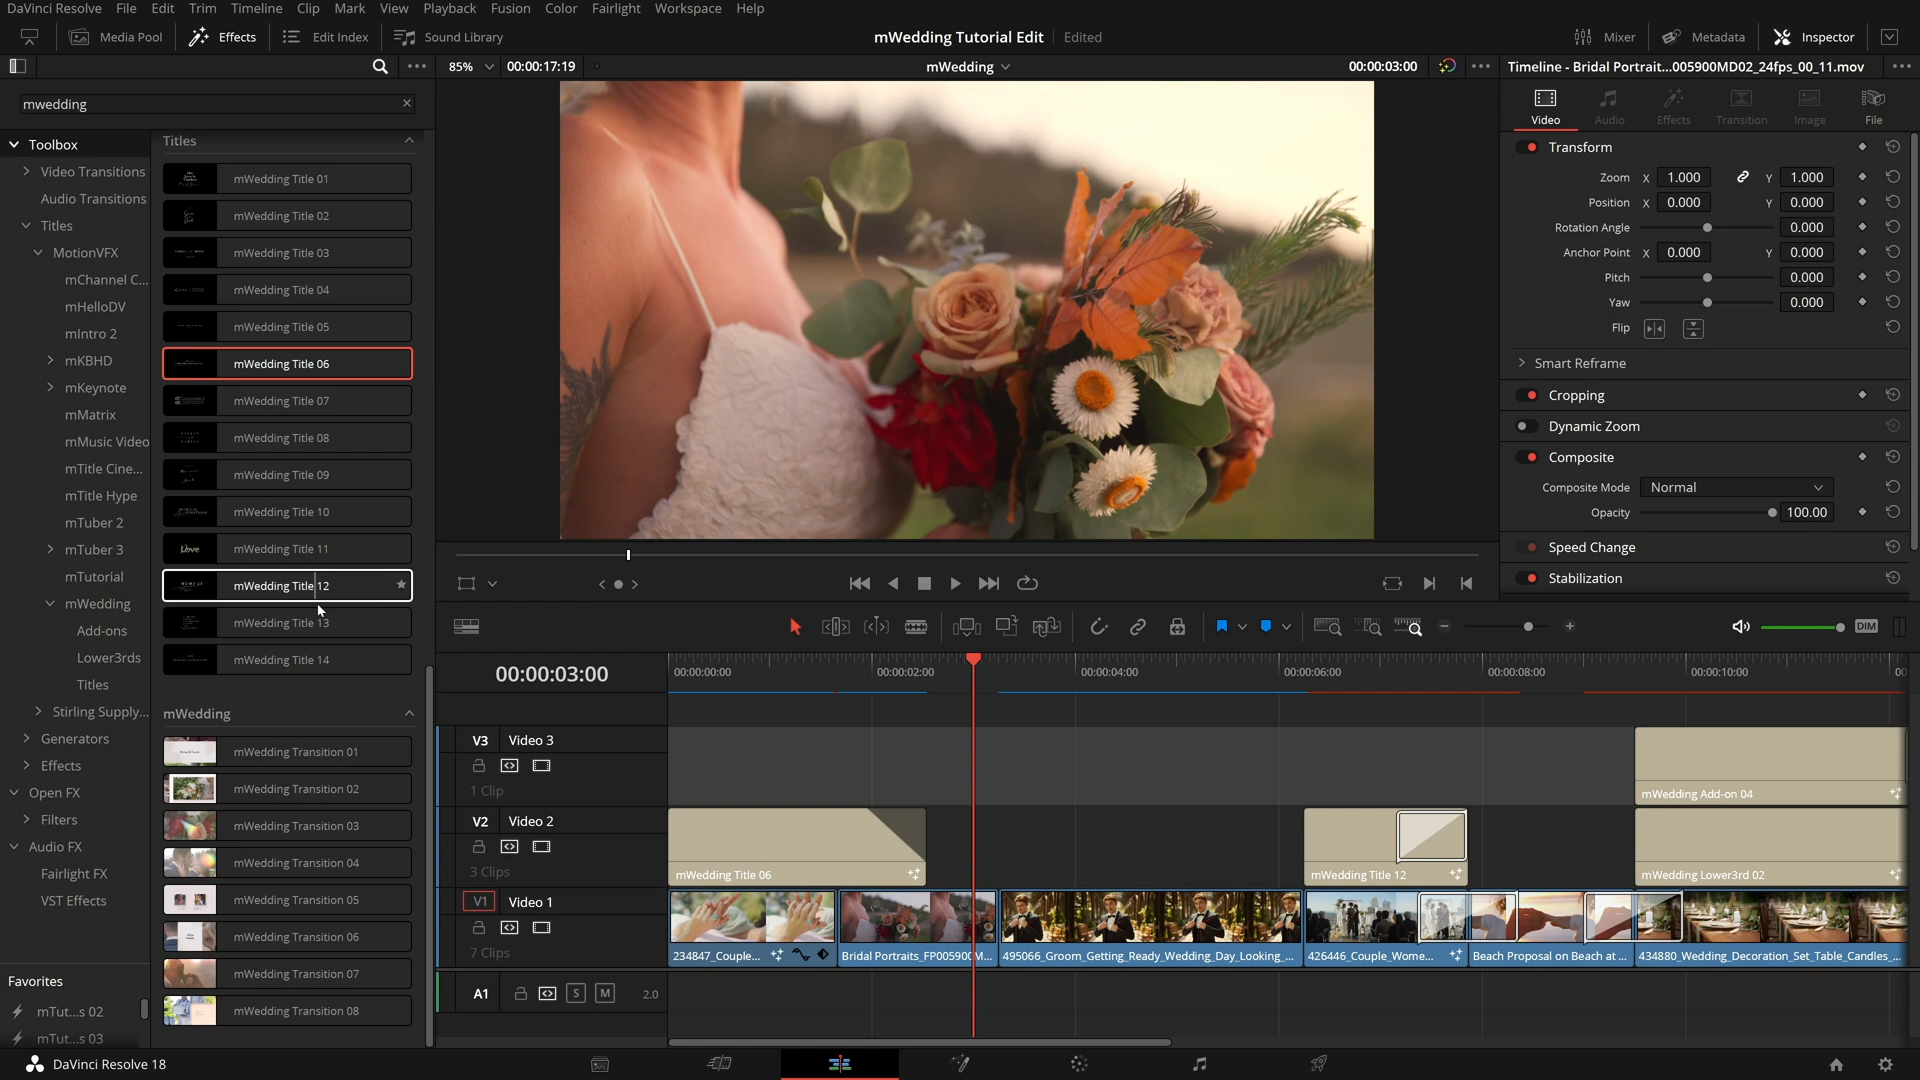 DaVinci Resolve File Edit Trim Timeline Clip Mark View Playback Fusion Color Fairlight Workspace Help
Media Pool Effects Edit Index Sound Library mWedding Tutorial Edit Edited Mixer Metadata Inspector
85% 00:00:17:19 mWedding 00:00:03:00 Timeline - Bridal Portrait...005900MD02_24fps_00_11.mov
mwedding
Toolbox
Video Transitions
Audio Transitions
Titles
MotionVFX
mChannel C...
mHelloDV
mIntro 2
mKBHD
mKeynote
mMatrix
mMusic Video
mTitle Cine...
mTitle Hype
mTuber 2
mTuber 3
mTutorial
mWedding
Add-ons
Lower3rds
Titles
Stirling Supply...
Generators
Effects
Open FX
Filters
Audio FX
Fairlight FX
VST Effects
Favorites
mTut...s 02
mTut...s 03
Titles
mWedding Title 01
mWedding Title 02
mWedding Title 03
mWedding Title 04
mWedding Title 05
mWedding Title 06
mWedding Title 07
mWedding Title 08
mWedding Title 09
mWedding Title 10
Love mWedding Title 11
mWedding Title 12
mWedding Title 13
mWedding Title 14
mWedding
mWedding Transition 01
mWedding Transition 02
mWedding Transition 03
mWedding Transition 04
mWedding Transition 05
mWedding Transition 06
mWedding Transition 07
mWedding Transition 08
Video Audio Effects Transition Image File
Transform
Zoom X 1.000 Y 1.000
Position X 0.000 Y 0.000
Rotation Angle 0.000
Anchor Point X 0.000 Y 0.000
Pitch 0.000
Yaw 0.000
Flip
Smart Reframe
Cropping
Dynamic Zoom
Composite
Composite Mode Normal
Opacity 100.00
Speed Change
Stabilization
DIM
00:00:03:00 00:00:00:00 00:00:02:00 00:00:04:00 00:00:06:00 00:00:08:00 00:00:10:00 00
V3 Video 3
1 Clip
mWedding Add-on 04
V2 Video 2
3 Clips
mWedding Title 06 mWedding Title 12 mWedding Lower3rd 02
V1 Video 1
7 Clips
234847_Couple... Bridal Portraits_FP005900M... 495066_Groom_Getting_Ready_Wedding_Day_Looking_... 426446_Couple_Wome... Beach Proposal on Beach at ... 434880_Wedding_Decoration_Set_Table_Candles_...
A1 S M 2.0
DaVinci Resolve 18